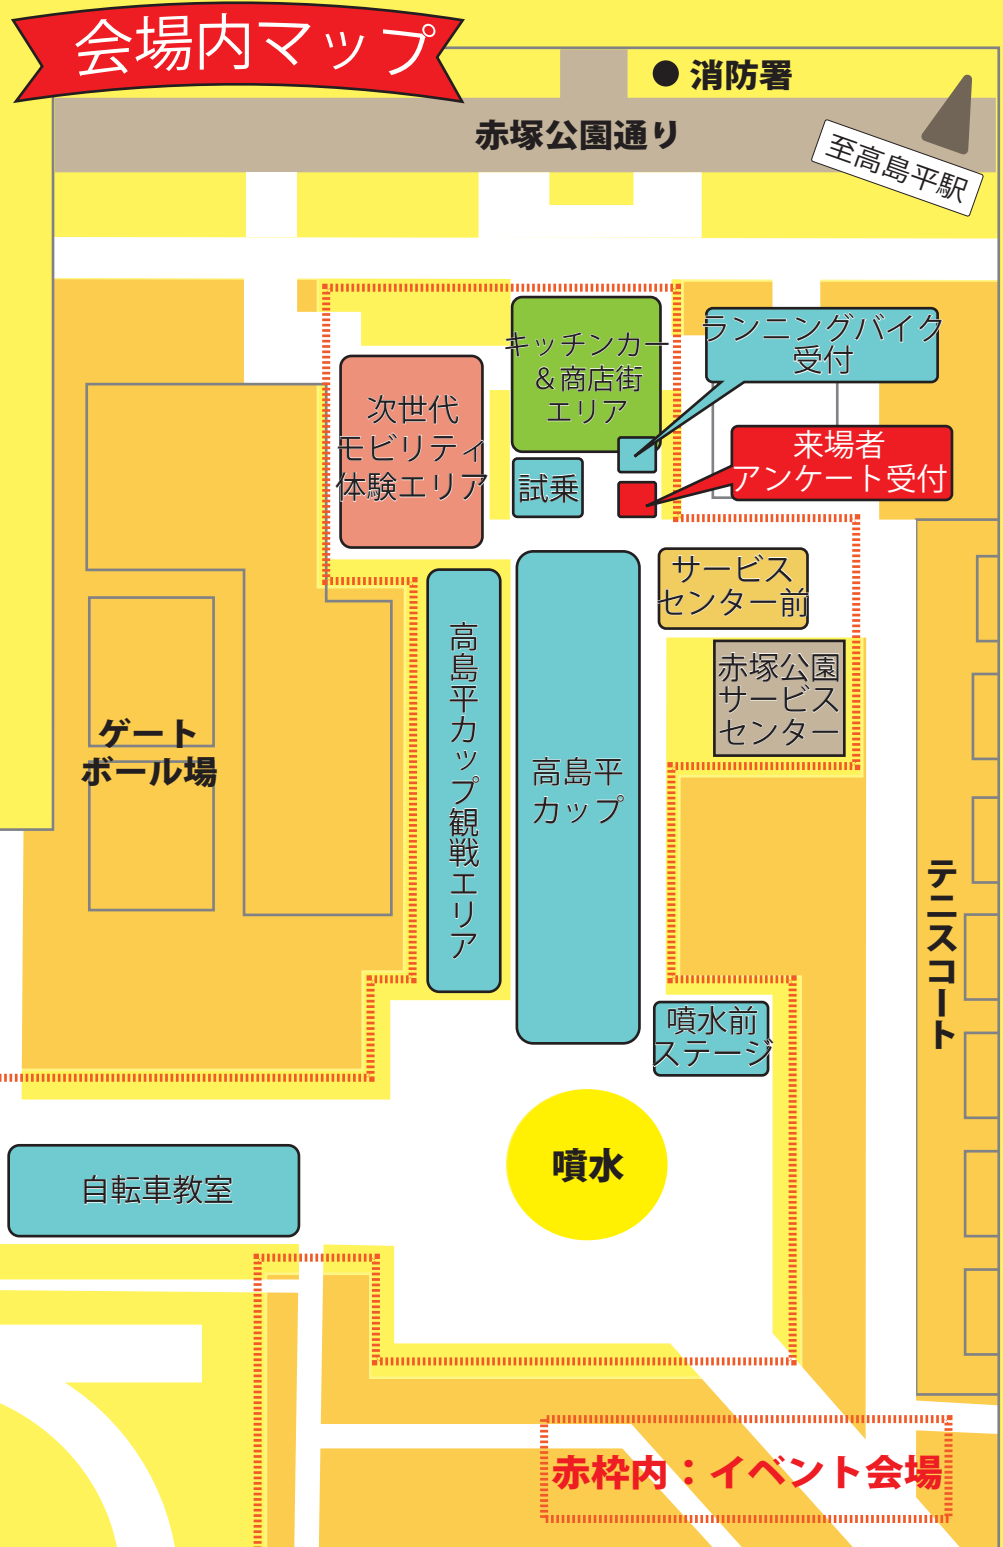 会場内マップ
●消防署
赤塚公園通り
至高島平駅
ランニングバイク
受付
キッチンカー
＆商店街
エリア
次世代
モビリティ
体験エリア
試乗
来場者
アンケート受付
サービス
センター前
赤塚公園
サービス
センター
高島平カップ観戦エリア
高島平
カップ
ゲート
ボール場
テニスコート
噴水前
ステージ
噴水
自転車教室
赤枠内：イベント会場